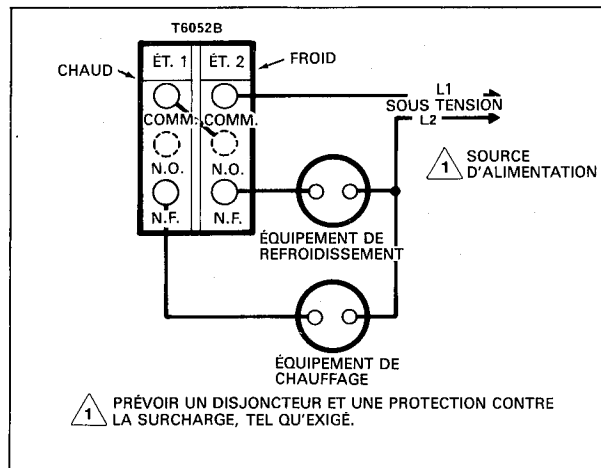 T6052B
ÉT. 1 ÉT. 2
CHAUD
FROID
L1
SOUS TENSION
L2
COMM. COMM.
N.O. N.O.
N.F. N.F.
1 SOURCE
D'ALIMENTATION
ÉQUIPEMENT DE
REFROIDISSEMENT
ÉQUIPEMENT DE
CHAUFFAGE
1 PRÉVOIR UN DISJONCTEUR ET UNE PROTECTION CONTRE
LA SURCHARGE, TEL QU'EXIGÉ.